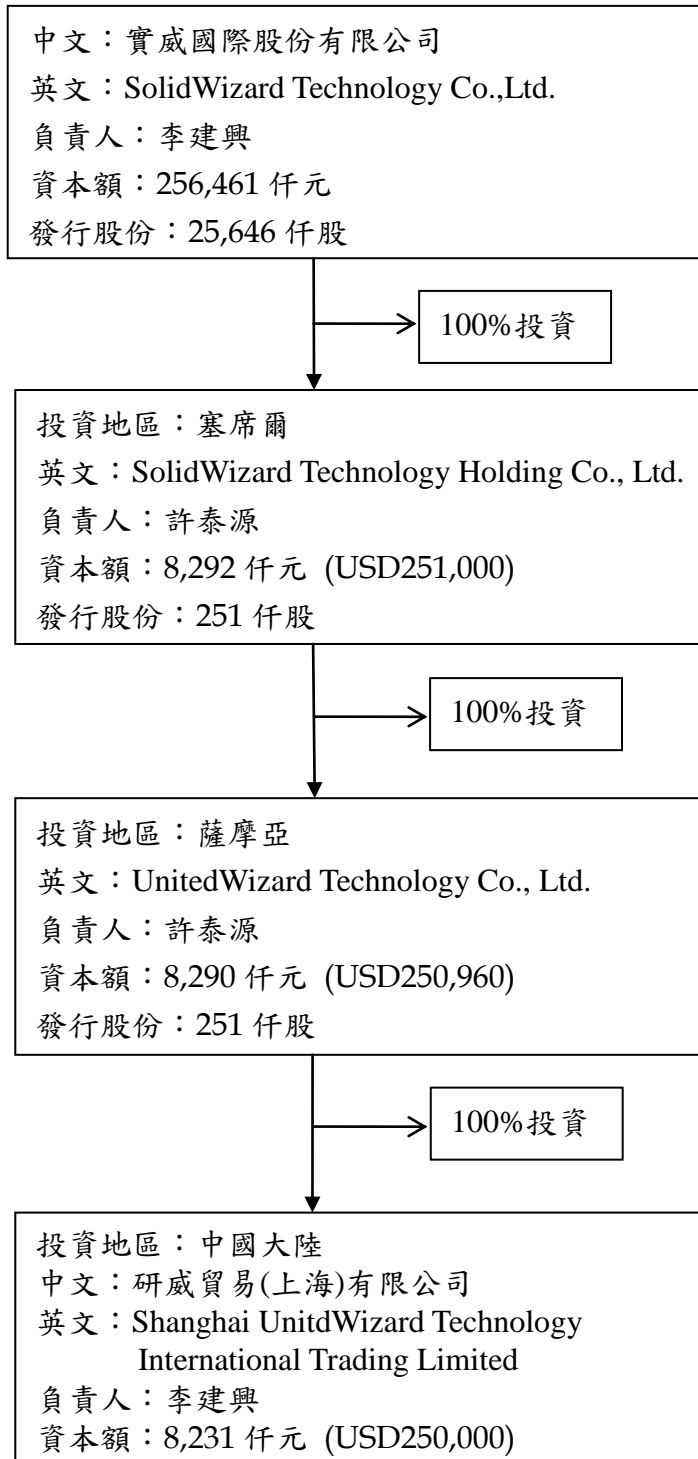 中文：實威國際股份有限公司
英文：SolidWizard Technology Co.,Ltd.
負責人：李建興
資本額：256,461 仟元
發行股份：25,646 仟股
100%投資
投資地區：塞席爾
英文：SolidWizard Technology Holding Co., Ltd.
負責人：許泰源
資本額：8,292 仟元 (USD251,000)
發行股份：251 仟股
100%投資
投資地區：薩摩亞
英文：UnitedWizard Technology Co., Ltd.
負責人：許泰源
資本額：8,290 仟元 (USD250,960)
發行股份：251 仟股
100%投資
投資地區：中國大陸
中文：研威貿易(上海)有限公司
英文：Shanghai UnitdWizard Technology
International Trading Limited
負責人：李建興
資本額：8,231 仟元 (USD250,000)